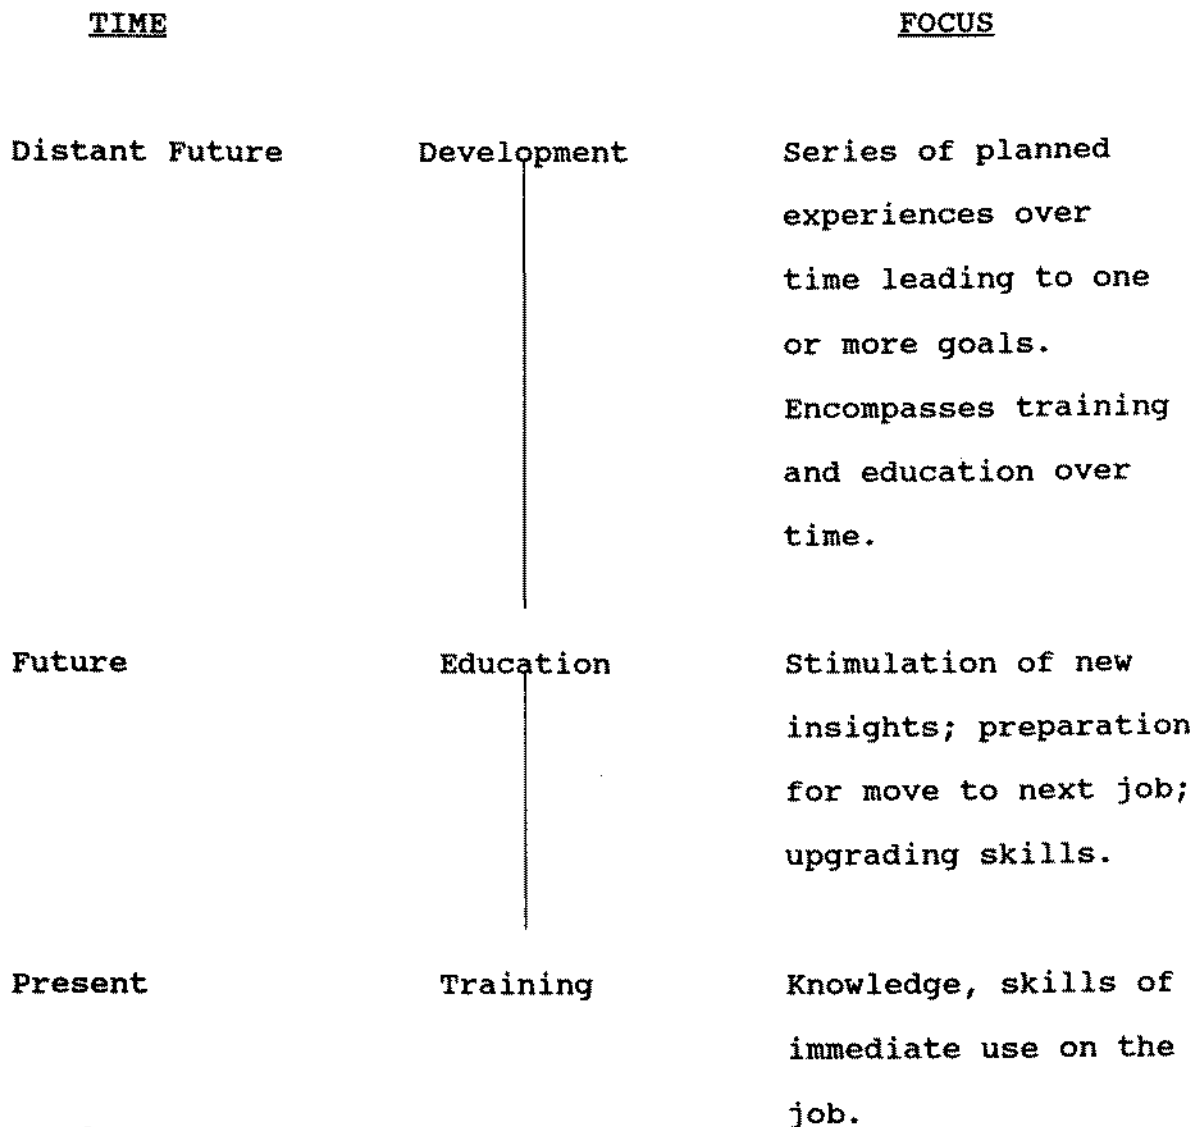 TIME FOCUS
Distant Future Development Series of planned
experiences over
time leading to one
or more goals.
Encompasses training
and education over
time.
Future Education Stimulation of new
insights; preparation
for move to next job;
upgrading skills.
Present Training Knowledge, skills of
immediate use on the
job.